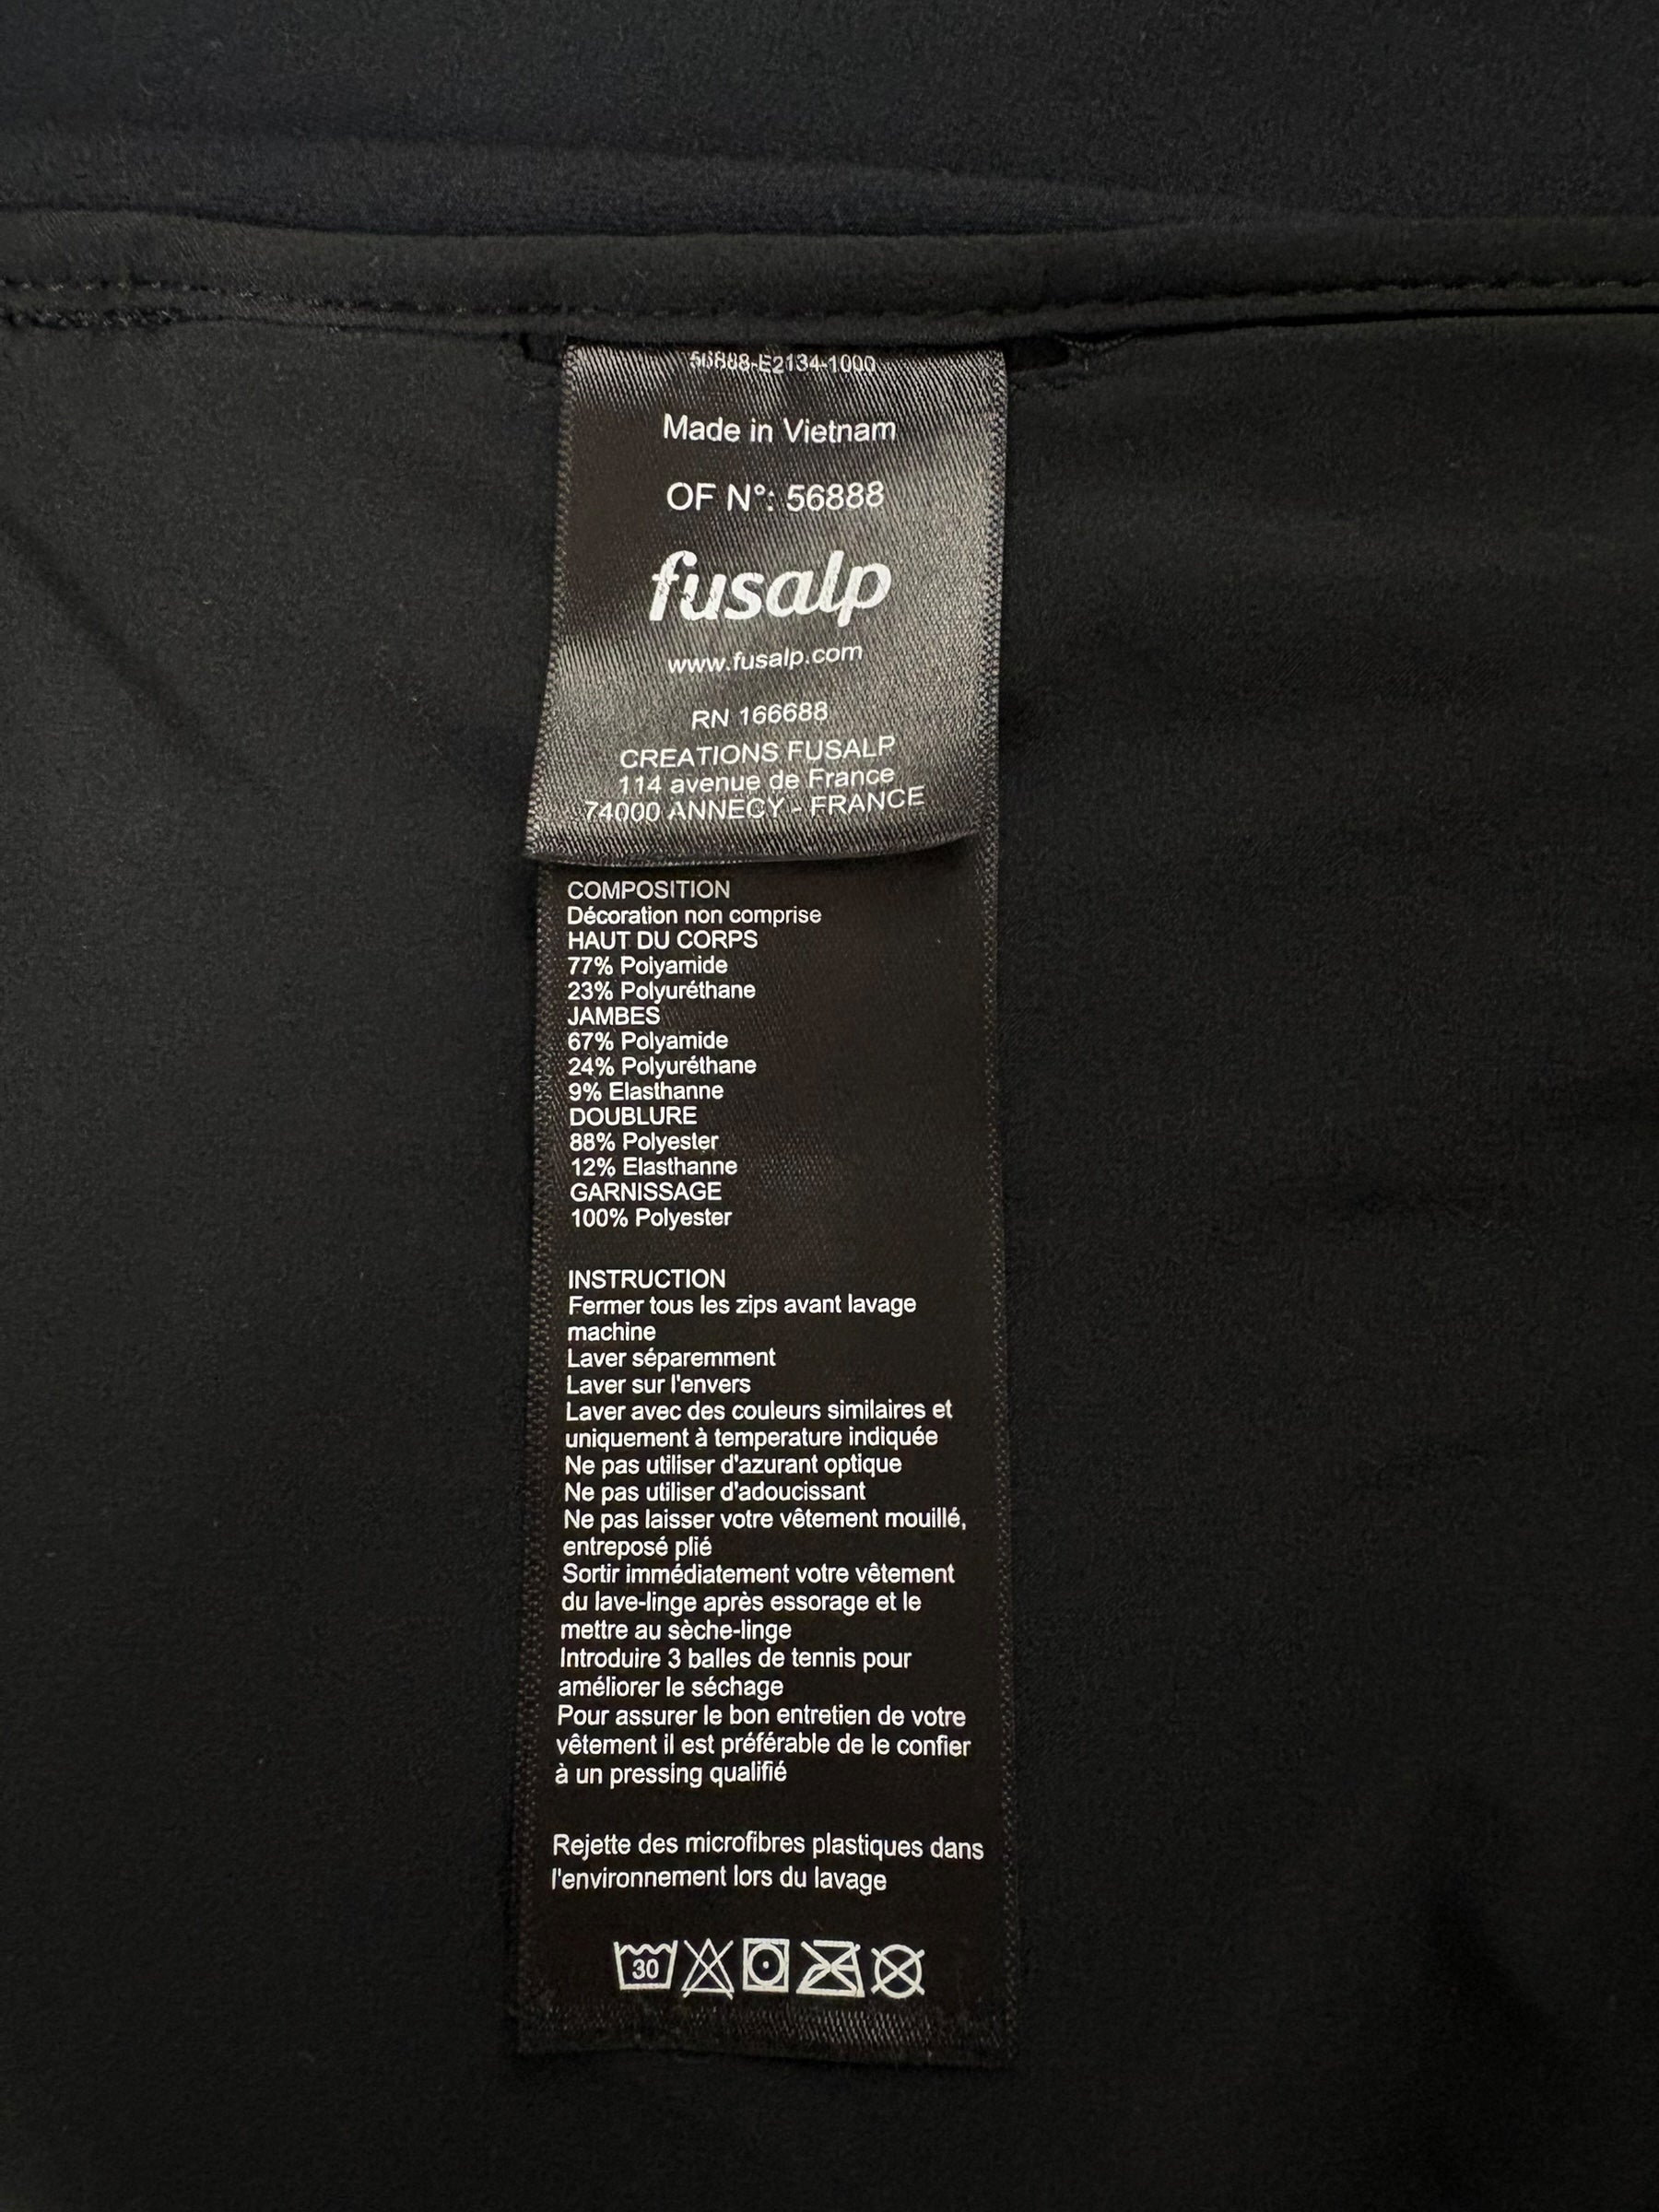 56888-E2134-1000
Made in Vietnam
OF N°: 56888
fusalp
www.fusalp.com
RN 166688
CREATIONS FUSALP
114 avenue de France
74000 ANNECY - FRANCE
COMPOSITION
Décoration non comprise
HAUT DU CORPS
77% Polyamide
23% Polyuréthane
JAMBES
67% Polyamide
24% Polyuréthane
9% Elasthanne
DOUBLURE
88% Polyester
12% Elasthanne
GARNISSAGE
100% Polyester
INSTRUCTION
Fermer tous les zips avant lavage
machine
Laver séparemment
Laver sur l'envers
Laver avec des couleurs similaires et
uniquement à temperature indiquée
Ne pas utiliser d'azurant optique
Ne pas utiliser d'adoucissant
Ne pas laisser votre vêtement mouillé,
entreposé plié
Sortir immédiatement votre vêtement
du lave-linge après essorage et le
mettre au sèche-linge
Introduire 3 balles de tennis pour
améliorer le séchage
Pour assurer le bon entretien de votre
vêtement il est préférable de le confier
à un pressing qualifié
Rejette des microfibres plastiques dans
l'environnement lors du lavage
30